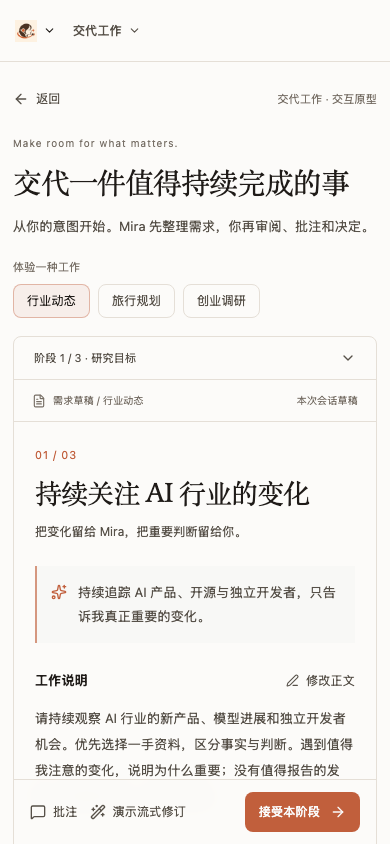 交代工作
返回
交代工作 · 交互原型
Make room for what matters.
交代一件值得持续完成的事
从你的意图开始。Mira 先整理需求，你再审阅、批注和决定。
体验一种工作
行业动态
旅行规划
创业调研
阶段 1 / 3 · 研究目标
需求草稿 / 行业动态
本次会话草稿
01 / 03
持续关注 AI 行业的变化
把变化留给 Mira，把重要判断留给你。
持续追踪 AI 产品、开源与独立开发者，只告
诉我真正重要的变化。
工作说明
修改正文
请持续观察 AI 行业的新产品、模型进展和独立开发者
机会。优先选择一手资料，区分事实与判断。遇到值得
我注意的变化，说明为什么重要；没有值得报告的发
批注
演示流式修订
接受本阶段